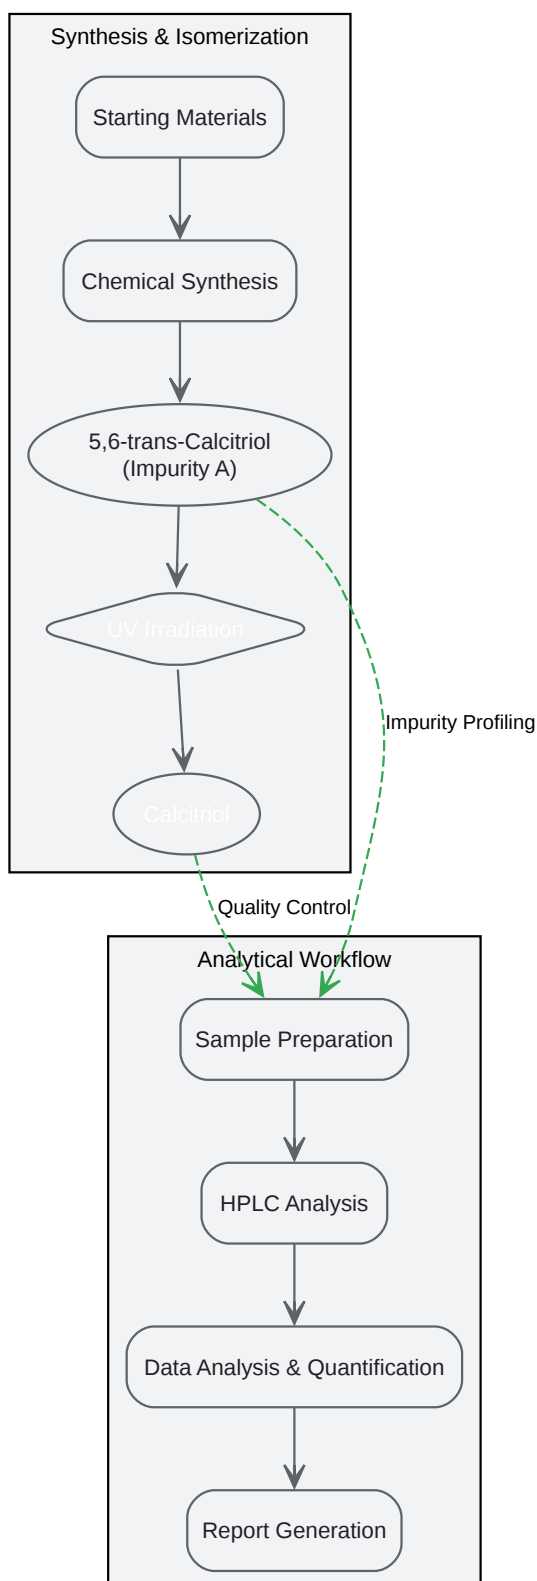 Synthesis & Isomerization
Starting Materials
Chemical Synthesis
5,6-trans-Calcitriol
(Impurity A)
UV Irradiation
Impurity Profiling
Calcitriol
Quality Control
Analytical Workflow
Sample Preparation
HPLC Analysis
Data Analysis & Quantification
Report Generation